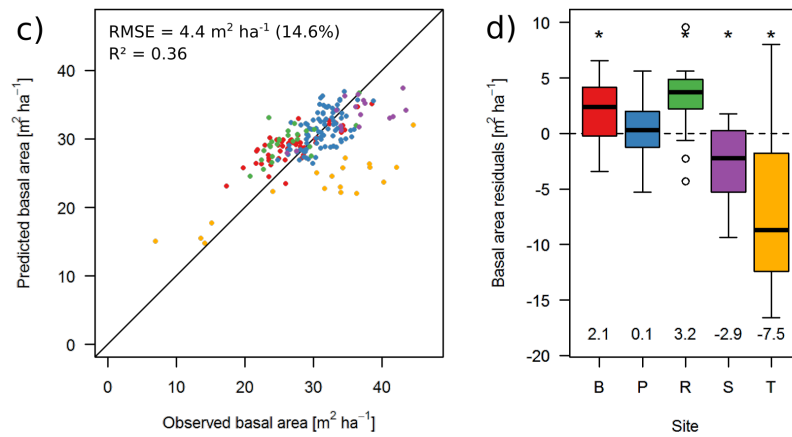 c)
RMSE = 4.4 m² ha⁻¹ (14.6%)
R² = 0.36
Predicted basal area [m² ha⁻¹]
40
30
20
10
0
0 10 20 30 40
Observed basal area [m² ha⁻¹]
d)
Basal area residuals [m² ha⁻¹]
10
5
0
-5
-10
-15
-20
* * * *
2.1 0.1 3.2 -2.9 -7.5
B P R S T
Site